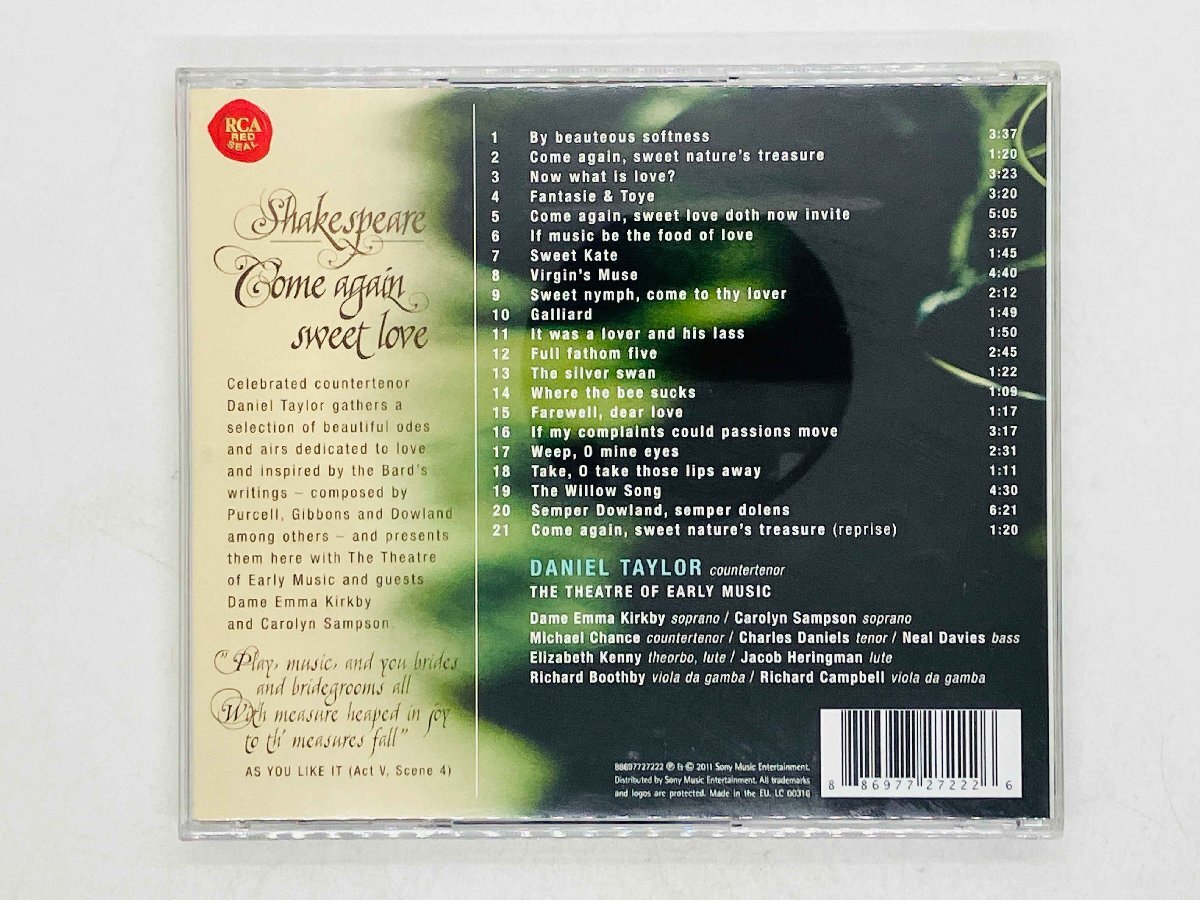 RCA
RED
SEAL
Shakespeare
Come again
sweet love
Celebrated countertenor
Daniel Taylor gathers a
selection of beautiful odes
and airs dedicated to love
and inspired by the Bard's
writings – composed by
Purcell, Gibbons and Dowland
among others – and presents
them here with The Theatre
of Early Music and guests
Dame Emma Kirkby
and Carolyn Sampson
"Play, music, and you brides
and bridegrooms all
With measure heaped in joy
to th' measures fall"
AS YOU LIKE IT (Act V, Scene 4)
1 By beauteous softness 3:37
2 Come again, sweet nature's treasure 1:20
3 Now what is love? 3:23
4 Fantasie & Toye 3:20
5 Come again, sweet love doth now invite 5:05
6 If music be the food of love 3:57
7 Sweet Kate 1:45
8 Virgin's Muse 4:40
9 Sweet nymph, come to thy lover 2:12
10 Galliard 1:49
11 It was a lover and his lass 1:50
12 Full fathom five 2:45
13 The silver swan 1:22
14 Where the bee sucks 1:09
15 Farewell, dear love 1:17
16 If my complaints could passions move 3:17
17 Weep, O mine eyes 2:31
18 Take, O take those lips away 1:11
19 The Willow Song 4:30
20 Semper Dowland, semper dolens 6:21
21 Come again, sweet nature's treasure (reprise) 1:20
DANIEL TAYLOR countertenor
THE THEATRE OF EARLY MUSIC
Dame Emma Kirkby soprano / Carolyn Sampson soprano
Michael Chance countertenor / Charles Daniels tenor / Neal Davies bass
Elizabeth Kenny theorbo, lute / Jacob Heringman lute
Richard Boothby viola da gamba / Richard Campbell viola da gamba
88697727222 ℗ & © 2011 Sony Music Entertainment.
Distributed by Sony Music Entertainment. All trademarks
and logos are protected. Made in the EU. LC 00316
8 86977 27222 6